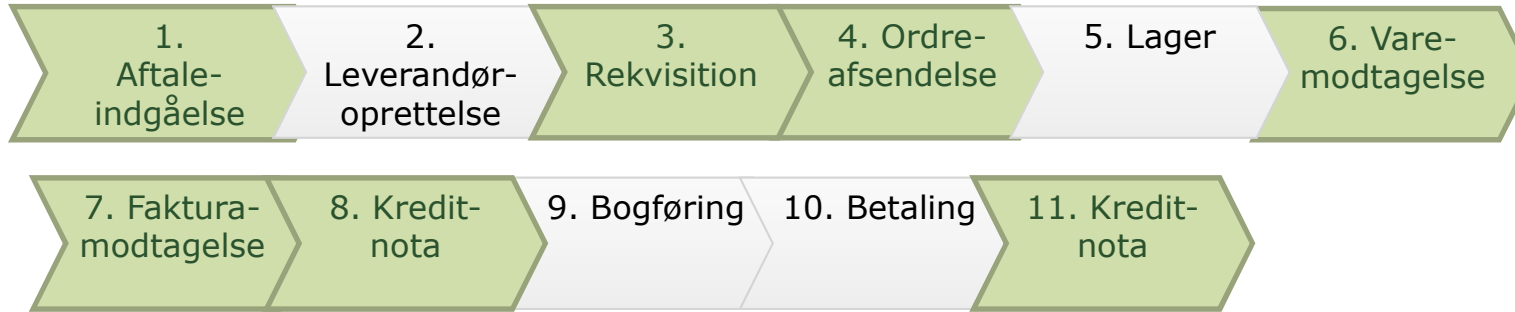 1.
Aftale-
indgåelse
2.
Leverandør-
oprettelse
3.
Rekvisition
4. Ordre-
afsendelse
5. Lager
6. Vare-
modtagelse
7. Faktura-
modtagelse
8. Kredit-
nota
9. Bogføring
10. Betaling
11. Kredit-
nota